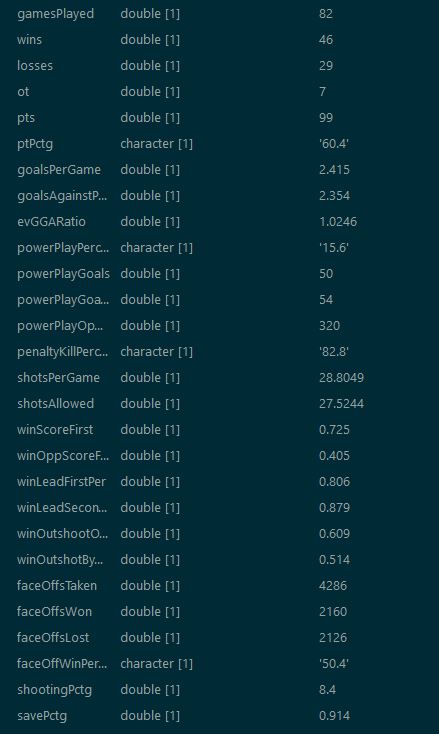 gamesPlayed double [1] 82
wins double [1] 46
losses double [1] 29
ot double [1] 7
pts double [1] 99
ptPctg character [1] '60.4'
goalsPerGame double [1] 2.415
goalsAgainstP... double [1] 2.354
evGGARatio double [1] 1.0246
powerPlayPerc... character [1] '15.6'
powerPlayGoals double [1] 50
powerPlayGoa... double [1] 54
powerPlayOp... double [1] 320
penaltyKillPerc... character [1] '82.8'
shotsPerGame double [1] 28.8049
shotsAllowed double [1] 27.5244
winScoreFirst double [1] 0.725
winOppScoreF... double [1] 0.405
winLeadFirstPer double [1] 0.806
winLeadSecon... double [1] 0.879
winOutshootO... double [1] 0.609
winOutshotBy... double [1] 0.514
faceOffsTaken double [1] 4286
faceOffsWon double [1] 2160
faceOffsLost double [1] 2126
faceOffWinPer... character [1] '50.4'
shootingPctg double [1] 8.4
savePctg double [1] 0.914